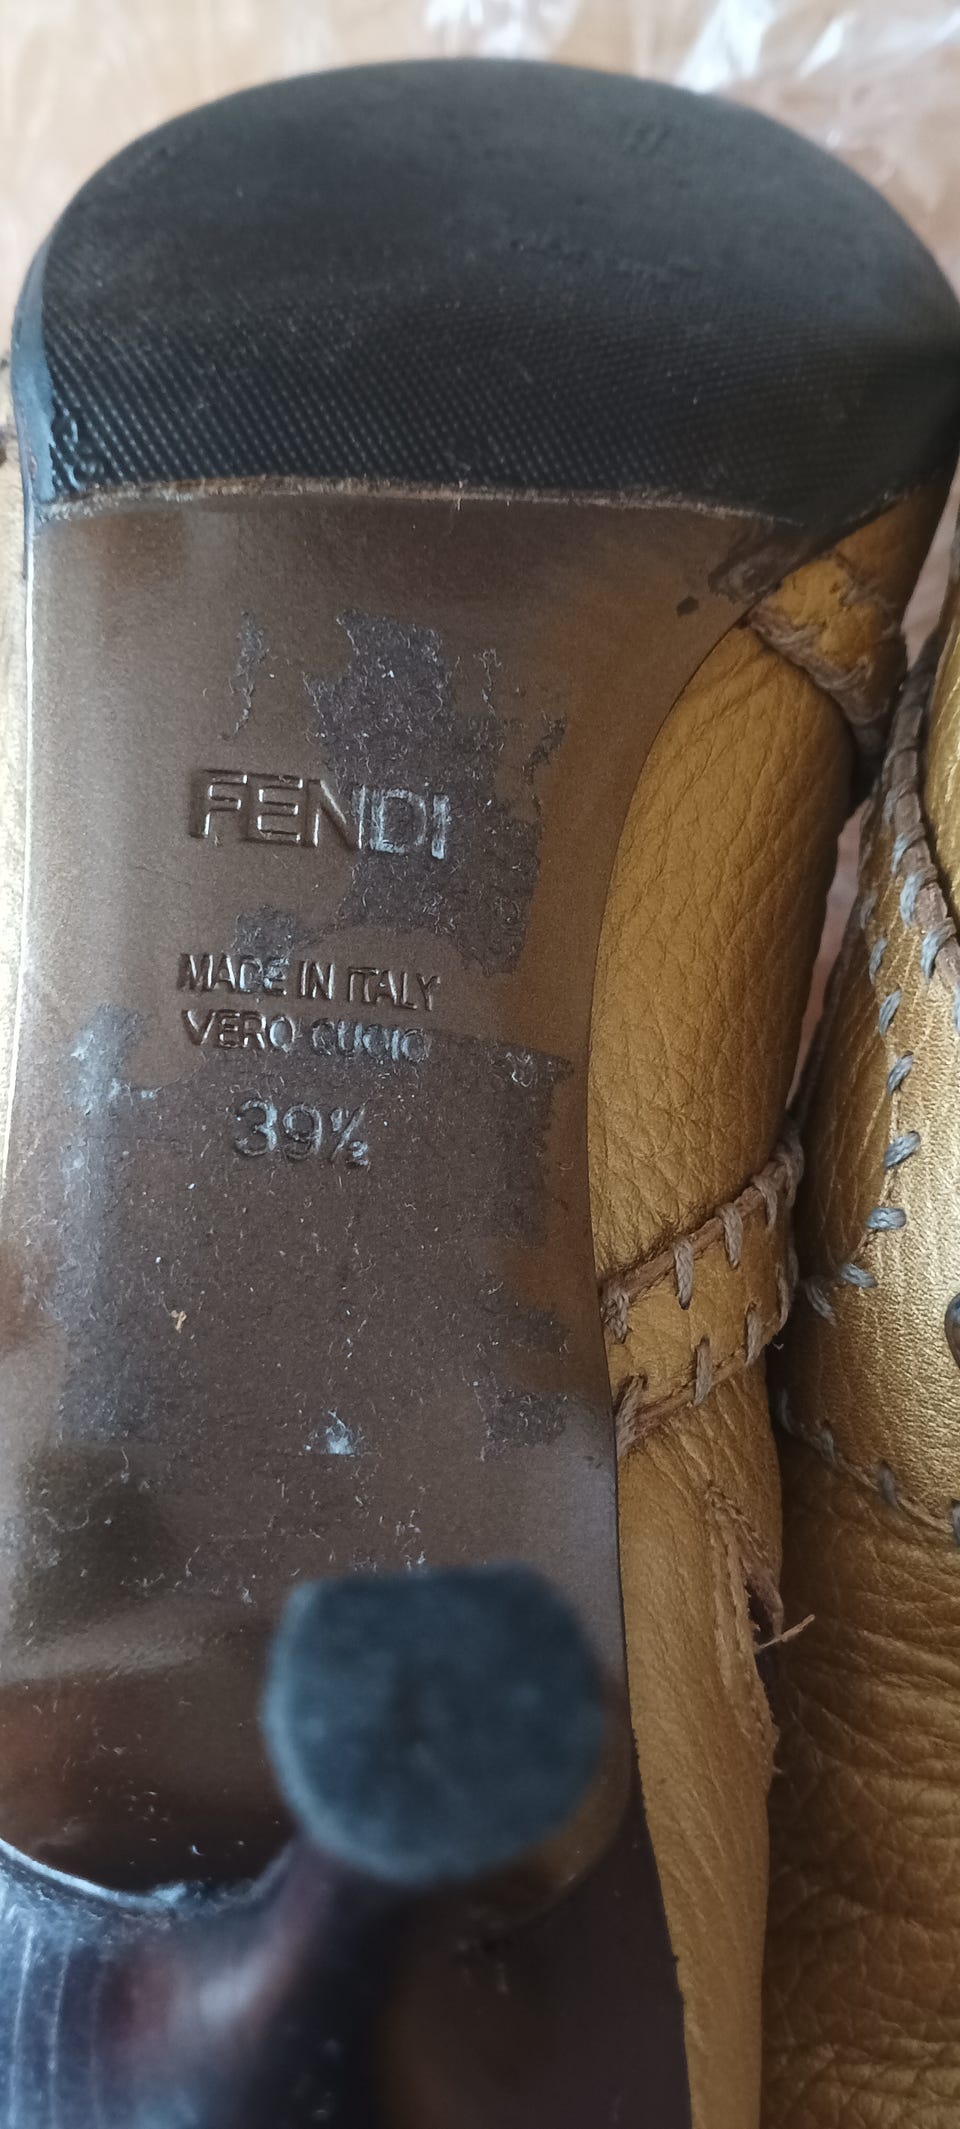 FENDI
MADE IN ITALY
VERO CUOIO
39½